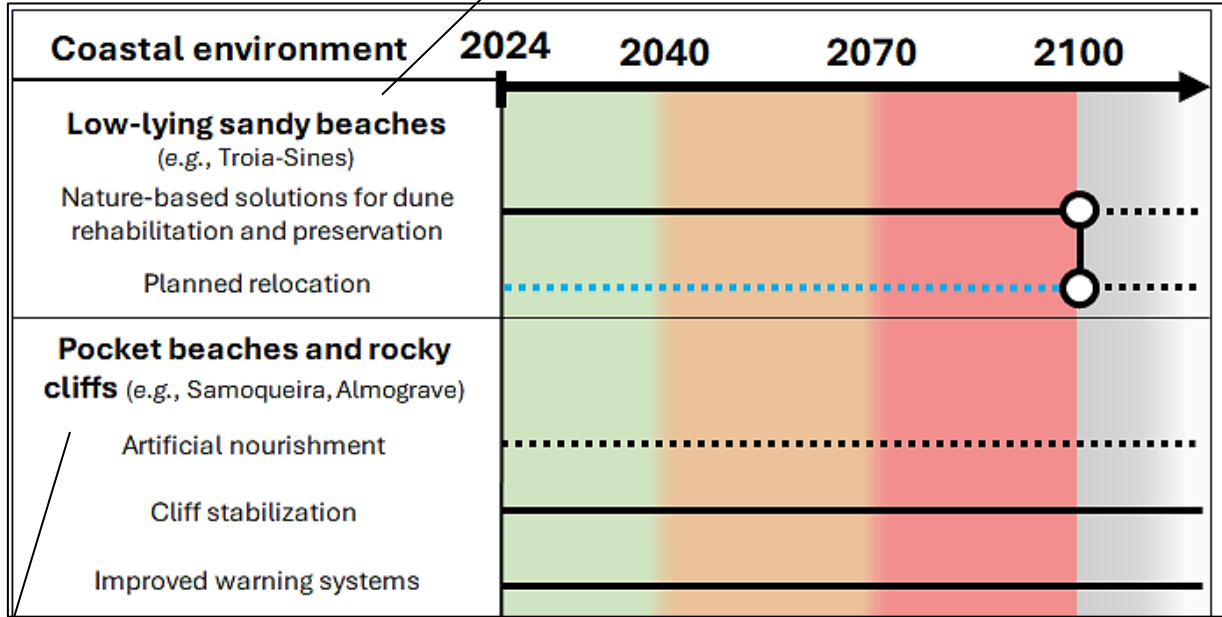 Coastal environment
2024 2040 2070 2100
Low-lying sandy beaches
(e.g., Troia-Sines)
Nature-based solutions for dune
rehabilitation and preservation
Planned relocation
Pocket beaches and rocky
cliffs (e.g., Samoqueira, Almograve)
Artificial nourishment
Cliff stabilization
Improved warning systems